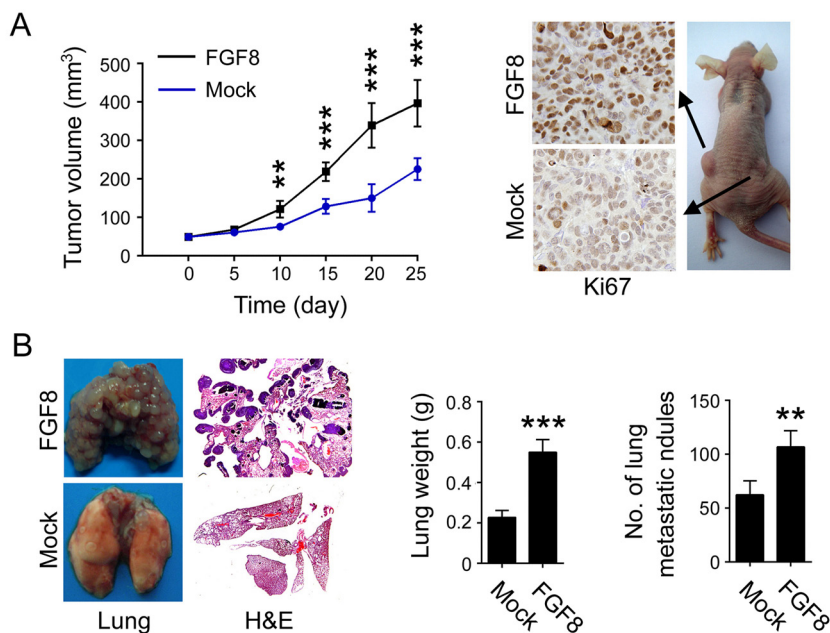 A
Tumor volume (mm³)
500
400
300
200
100
0
FGF8
Mock
**
***
***
***
0 5 10 15 20 25
Time (day)
FGF8
Mock
Ki67
B
FGF8
Mock
Lung
H&E
Lung weight (g)
0.8
0.6
0.4
0.2
0
***
Mock
FGF8
No. of lung
metastatic ndules
150
100
50
0
**
Mock
FGF8